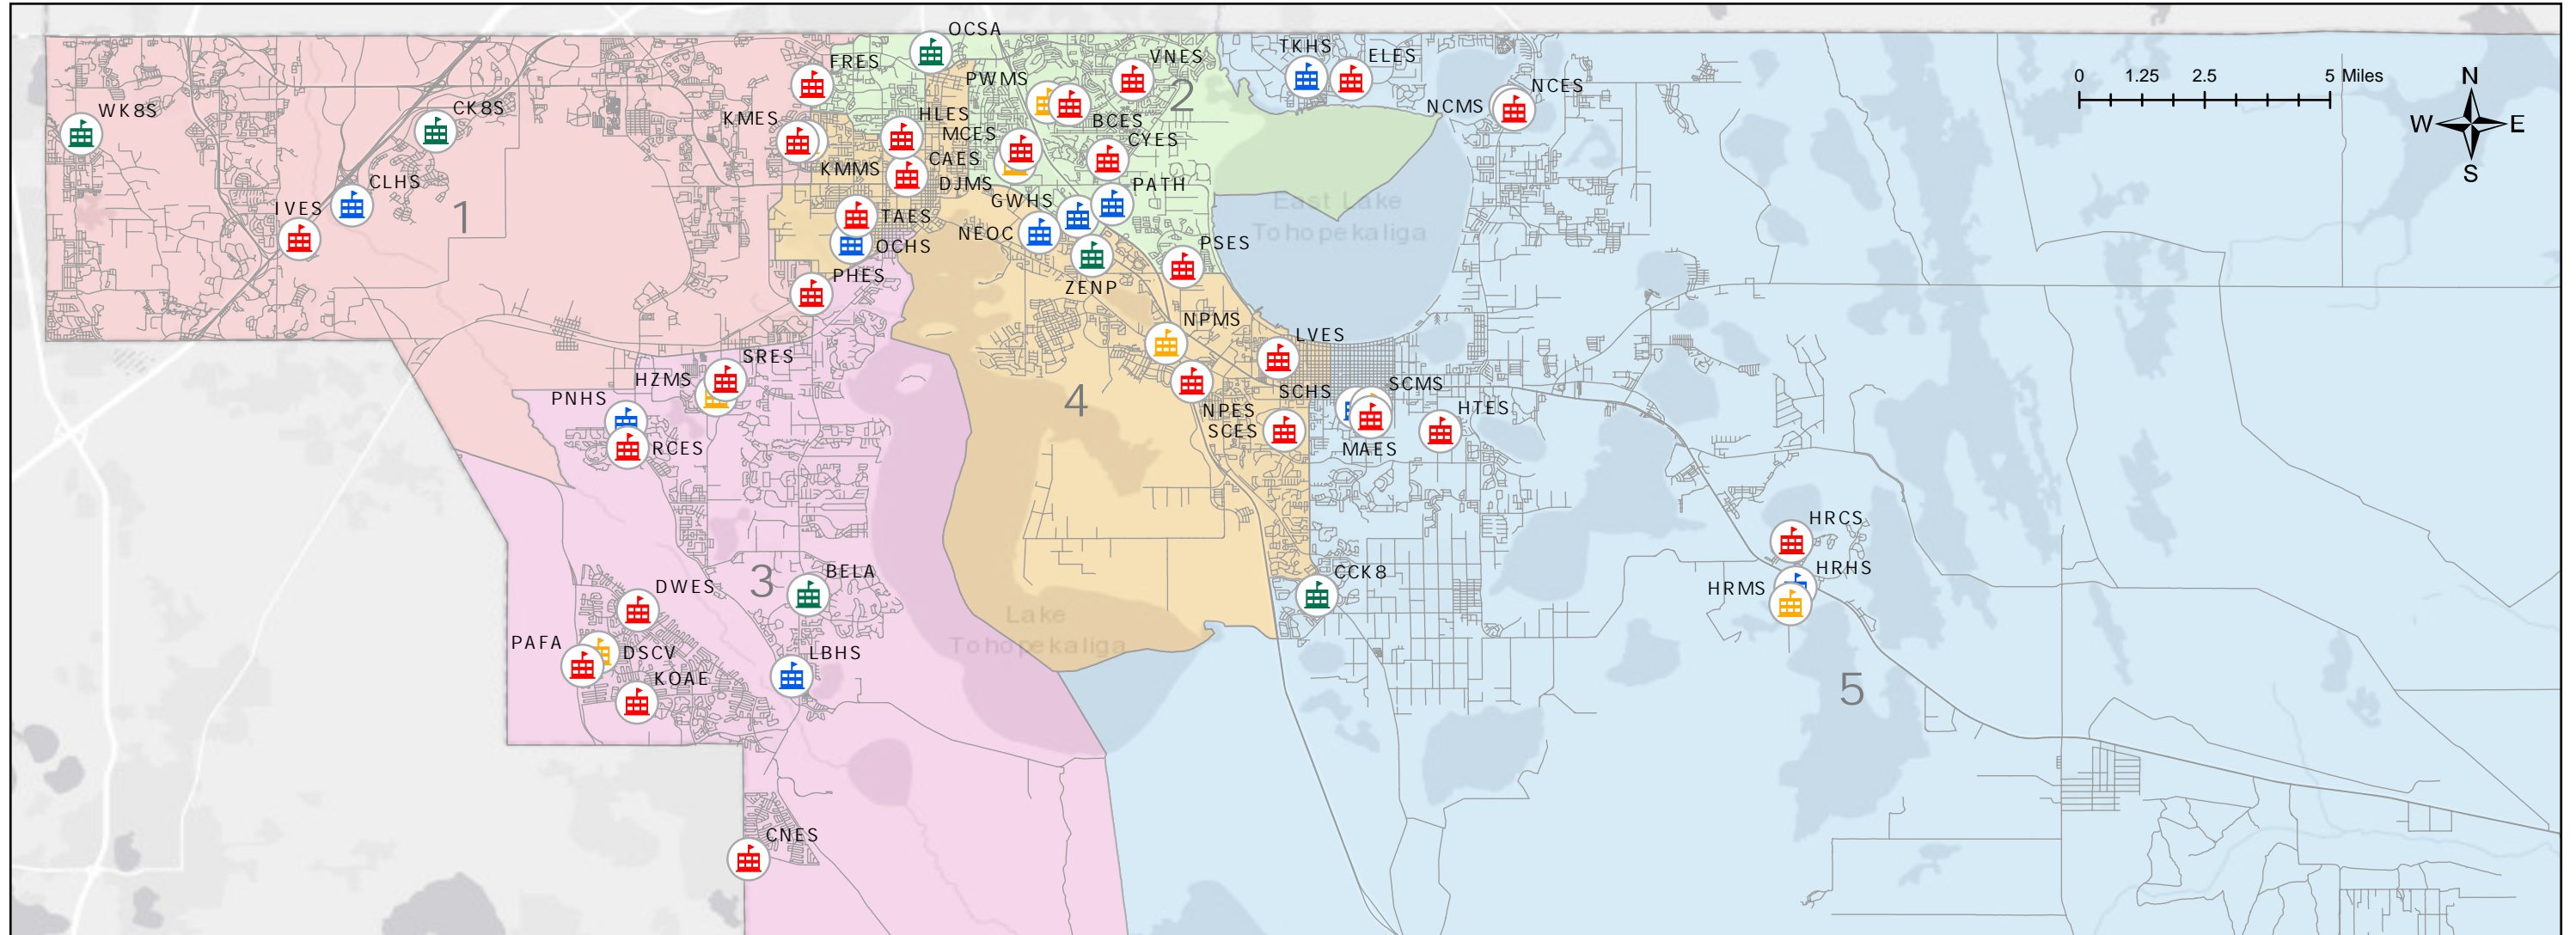 OCSA
FRES
PWMS
VNES
2
TKHS
ELES
0 1.25 2.5 5 Miles
N
W E
S
NCES
NCMS
WK8S
CK8S
KMES
HLES
MCES
BCES
CYES
KMMS
CAES
DJMS
PATH
CLHS
IVES
1
GWHS
TAES
NEOC
OCHS
PSES
East Lake
Tohopekaliga
PHES
ZENP
NPMS
LVES
SRES
HZMS
PNHS
4
SCHS
SCMS
NPES
SCES
HTES
RCES
MAES
HRCS
HRHS
HRMS
3
BELA
CCK8
DWES
Lake
Tohopekaliga
PAFA
DSCV
LBHS
KOAE
5
CNES